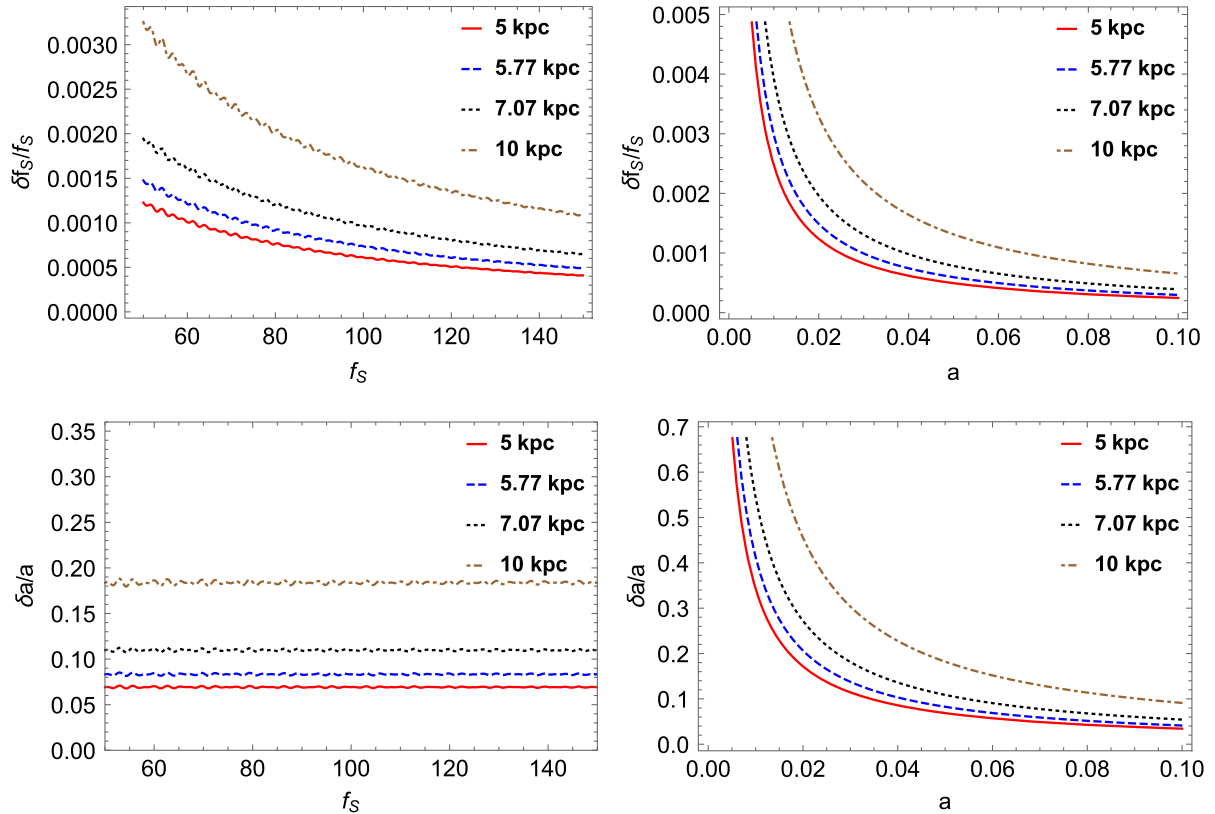 5 kpc
5.77 kpc
7.07 kpc
10 kpc
0.0030
0.0025
0.0020
0.0015
0.0010
0.0005
0.0000
δf_S/f_S
60 80 100 120 140
f_S
5 kpc
5.77 kpc
7.07 kpc
10 kpc
0.005
0.004
0.003
0.002
0.001
0.000
δf_S/f_S
0.00 0.02 0.04 0.06 0.08 0.10
a
5 kpc
5.77 kpc
7.07 kpc
10 kpc
0.35
0.30
0.25
0.20
0.15
0.10
0.05
0.00
δa/a
60 80 100 120 140
f_S
5 kpc
5.77 kpc
7.07 kpc
10 kpc
0.7
0.6
0.5
0.4
0.3
0.2
0.1
0.0
δa/a
0.00 0.02 0.04 0.06 0.08 0.10
a